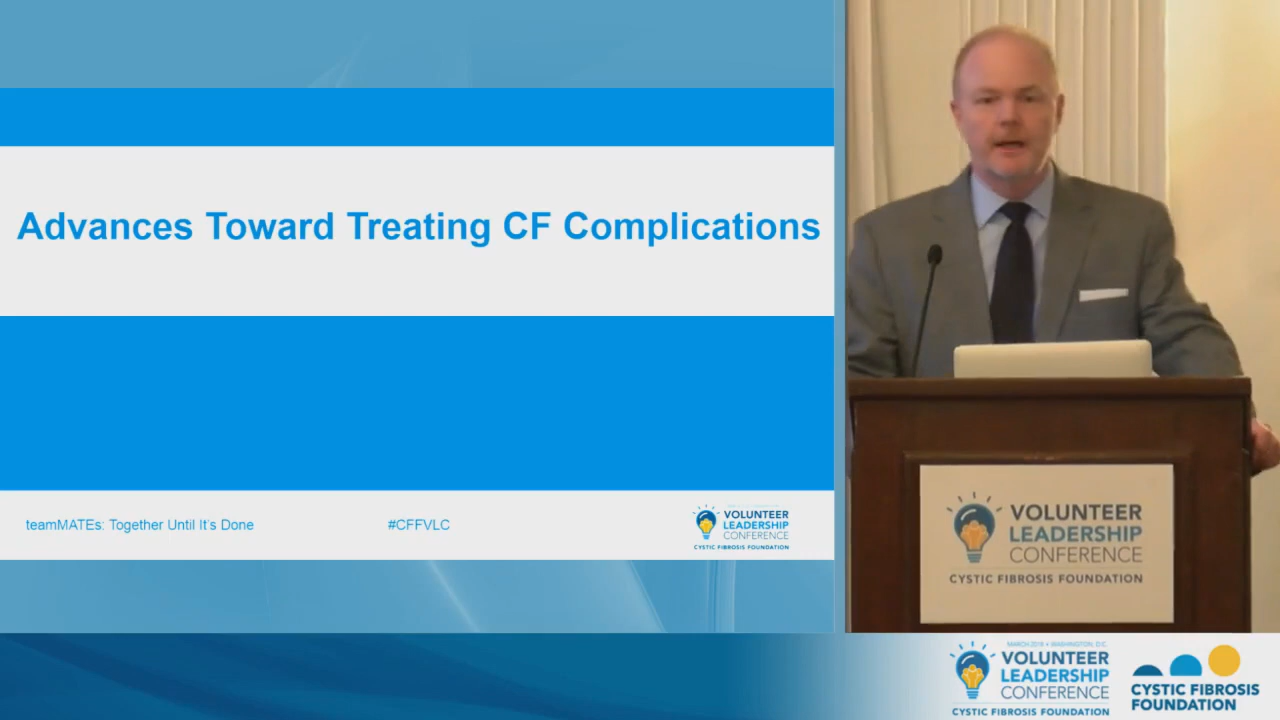 Advances Toward Treating CF Complications
teamMATEs: Together Until It's Done
#CFFVLC
VOLUNTEER
LEADERSHIP
CONFERENCE
CYSTIC FIBROSIS FOUNDATION
VOLUNTEER
LEADERSHIP
CONFERENCE
CYSTIC FIBROSIS FOUNDATION
VOLUNTEER
LEADERSHIP
CONFERENCE
CYSTIC FIBROSIS FOUNDATION
CYSTIC FIBROSIS
FOUNDATION